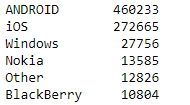 ANDROID 460233
iOS 272665
Windows 27756
Nokia 13585
Other 12826
BlackBerry 10804